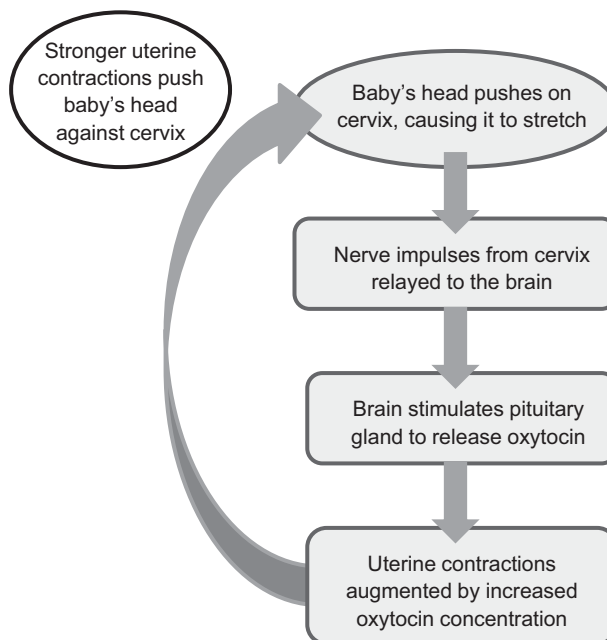 Stronger uterine
contractions push
baby's head
against cervix
Baby's head pushes on
cervix, causing it to stretch
Nerve impulses from cervix
relayed to the brain
Brain stimulates pituitary
gland to release oxytocin
Uterine contractions
augmented by increased
oxytocin concentration